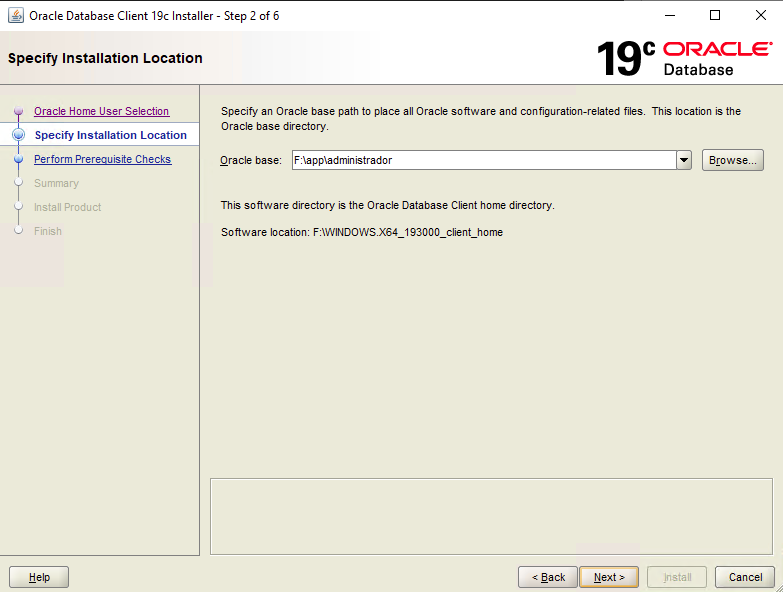 Oracle Database Client 19c Installer - Step 2 of 6
Specify Installation Location
19c ORACLE
Database
Oracle Home User Selection
Specify Installation Location
Perform Prerequisite Checks
Summary
Install Product
Finish
Specify an Oracle base path to place all Oracle software and configuration-related files. This location is the
Oracle base directory.
Oracle base: F:\app\administrador Browse...
This software directory is the Oracle Database Client home directory.
Software location: F:\WINDOWS.X64_193000_client_home
Help < Back Next > Install Cancel